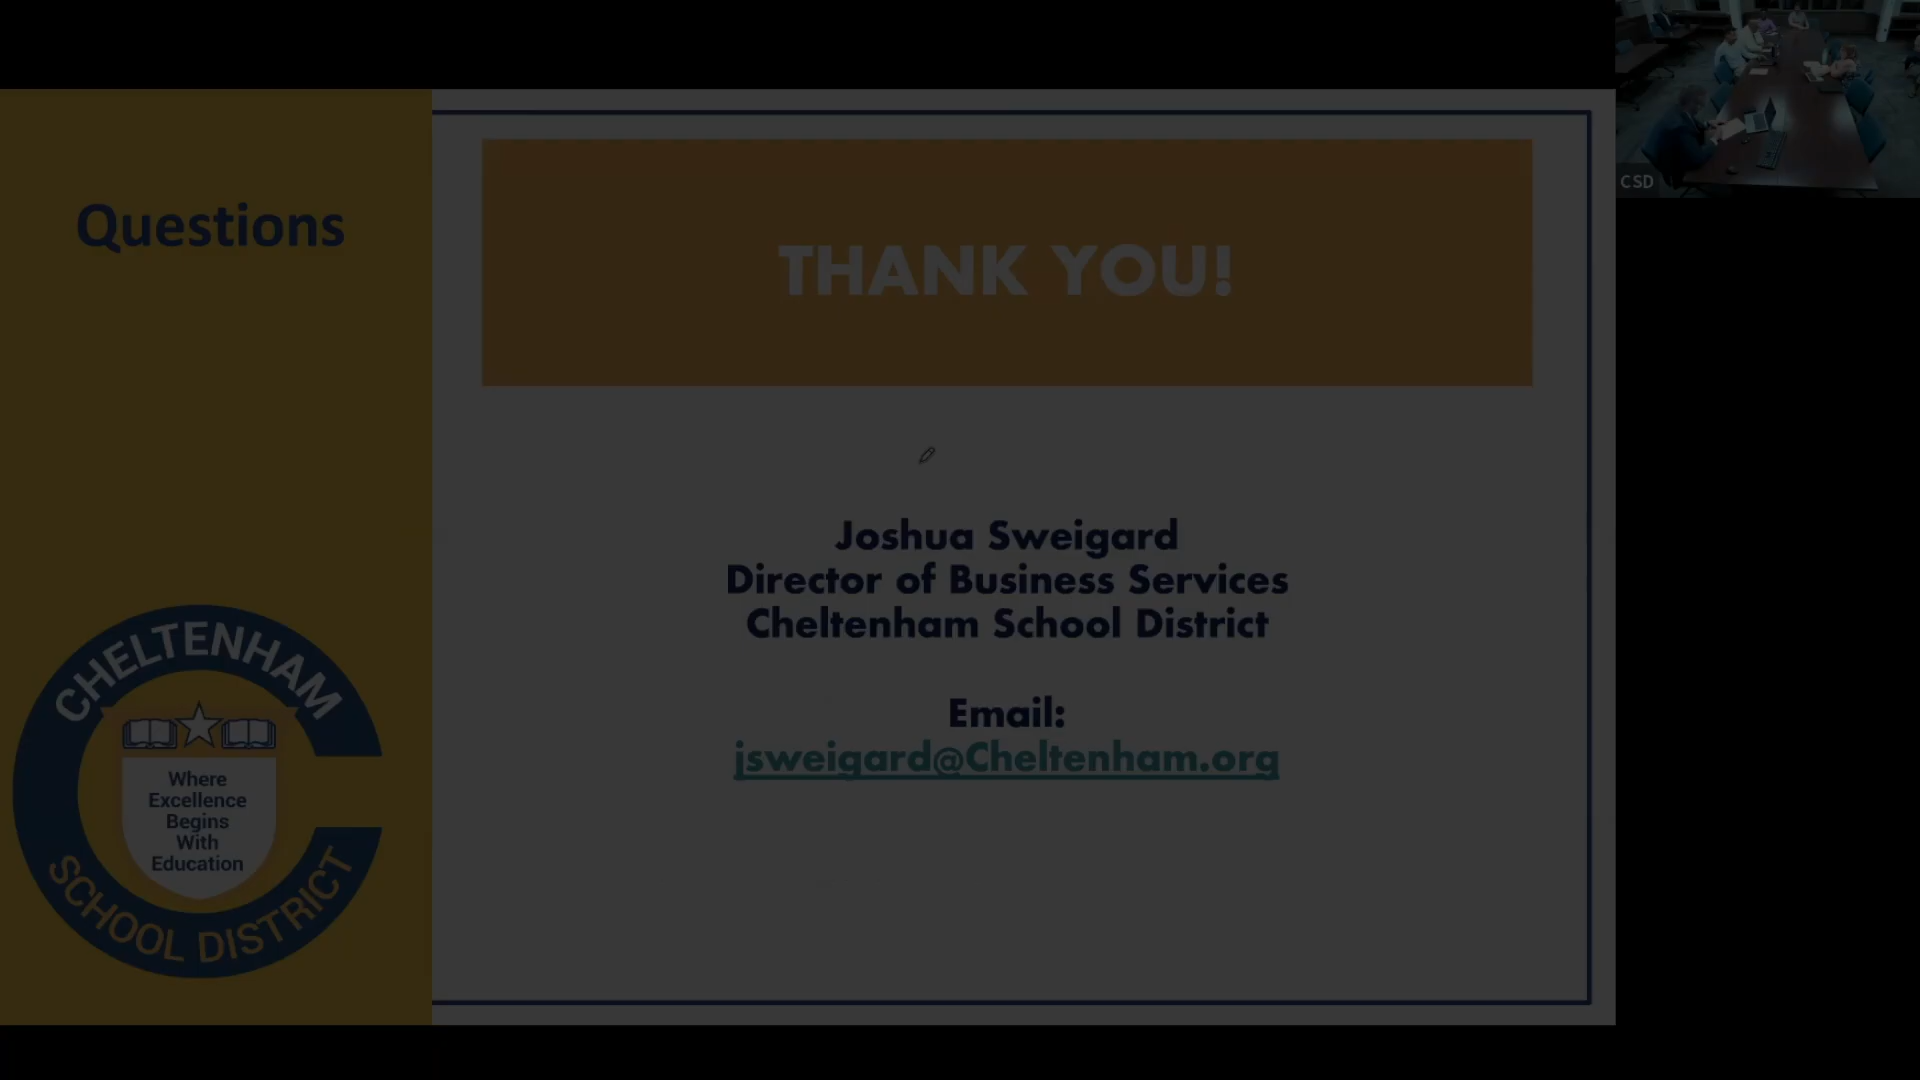 CSD
Questions
THANK YOU!
Joshua Sweigard
Director of Business Services
Cheltenham School District
Email:
jsweigard@Cheltenham.org
CHELTENHAM
Where
Excellence
Begins
With
Education
SCHOOL DISTRICT